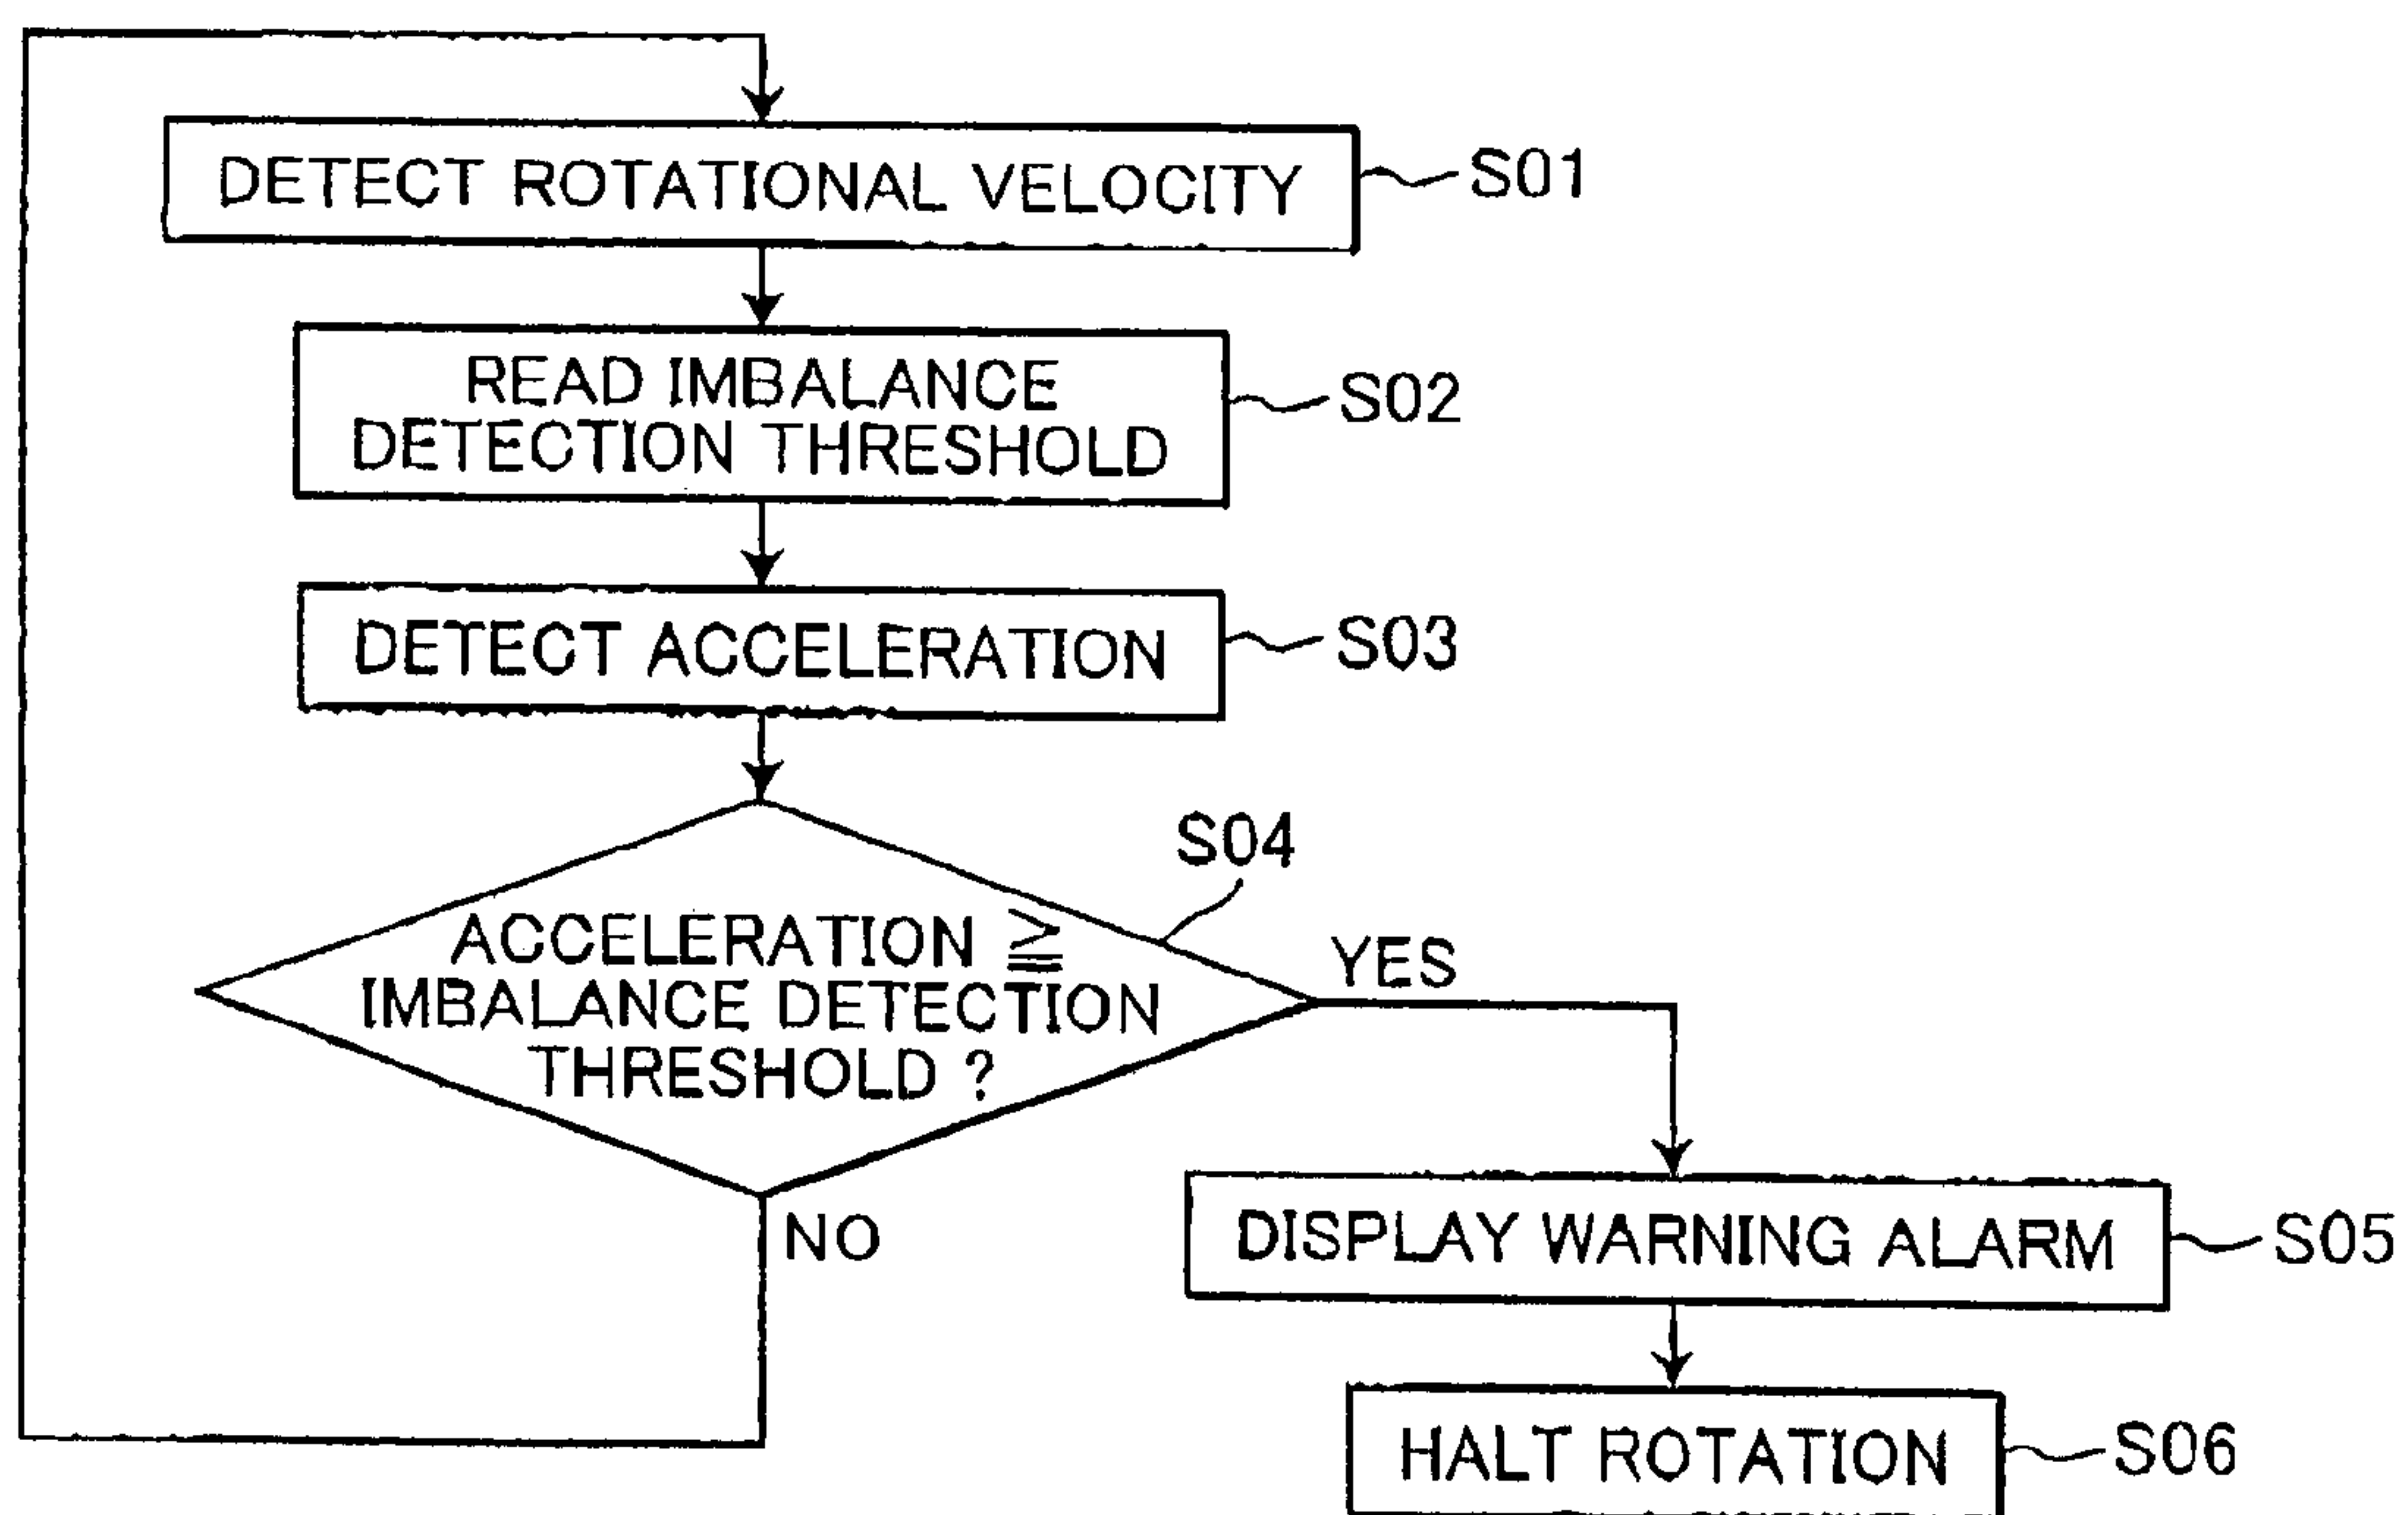 DETECT ROTATIONAL VELOCITY
S01
READ IMBALANCE
DETECTION THRESHOLD
S02
DETECT ACCELERATION
S03
S04
ACCELERATION ≧
IMBALANCE DETECTION
THRESHOLD ?
YES
NO
DISPLAY WARNING ALARM
S05
HALT ROTATION
S06